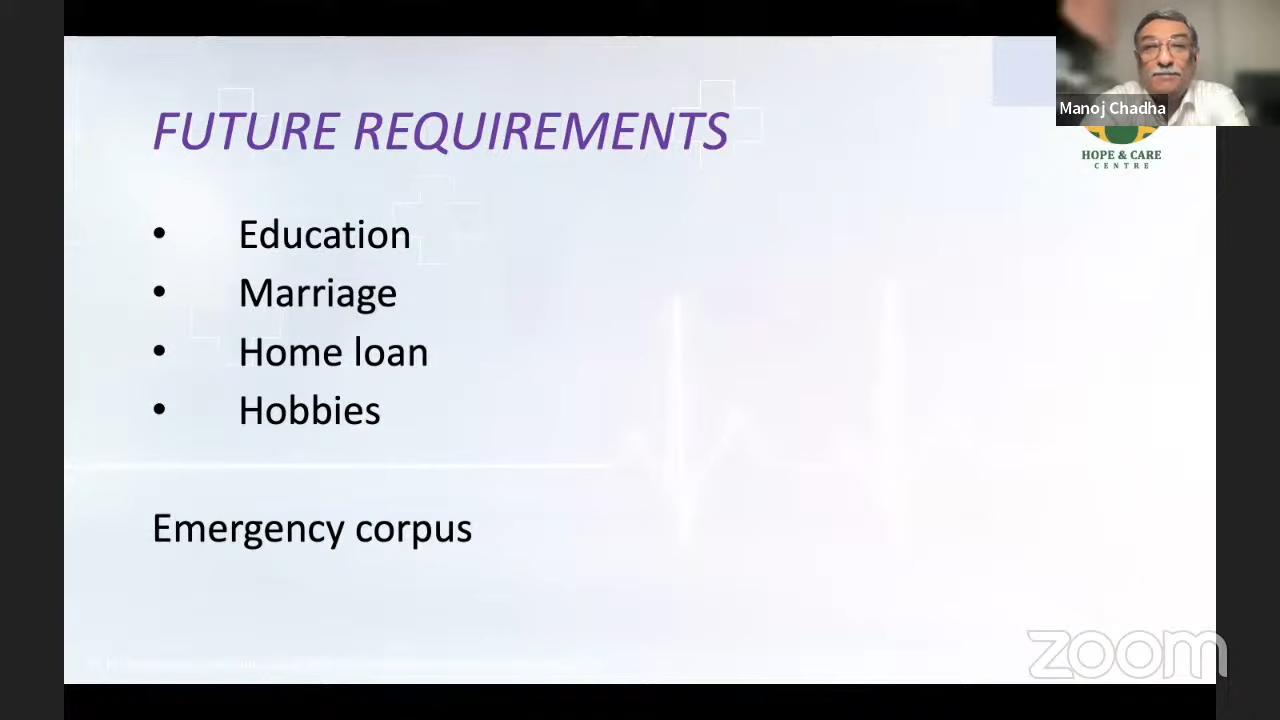 FUTURE REQUIREMENTS
Manoj Chadha
HOPE & CARE
CENTRE
• Education
• Marriage
• Home loan
• Hobbies
Emergency corpus
zoom